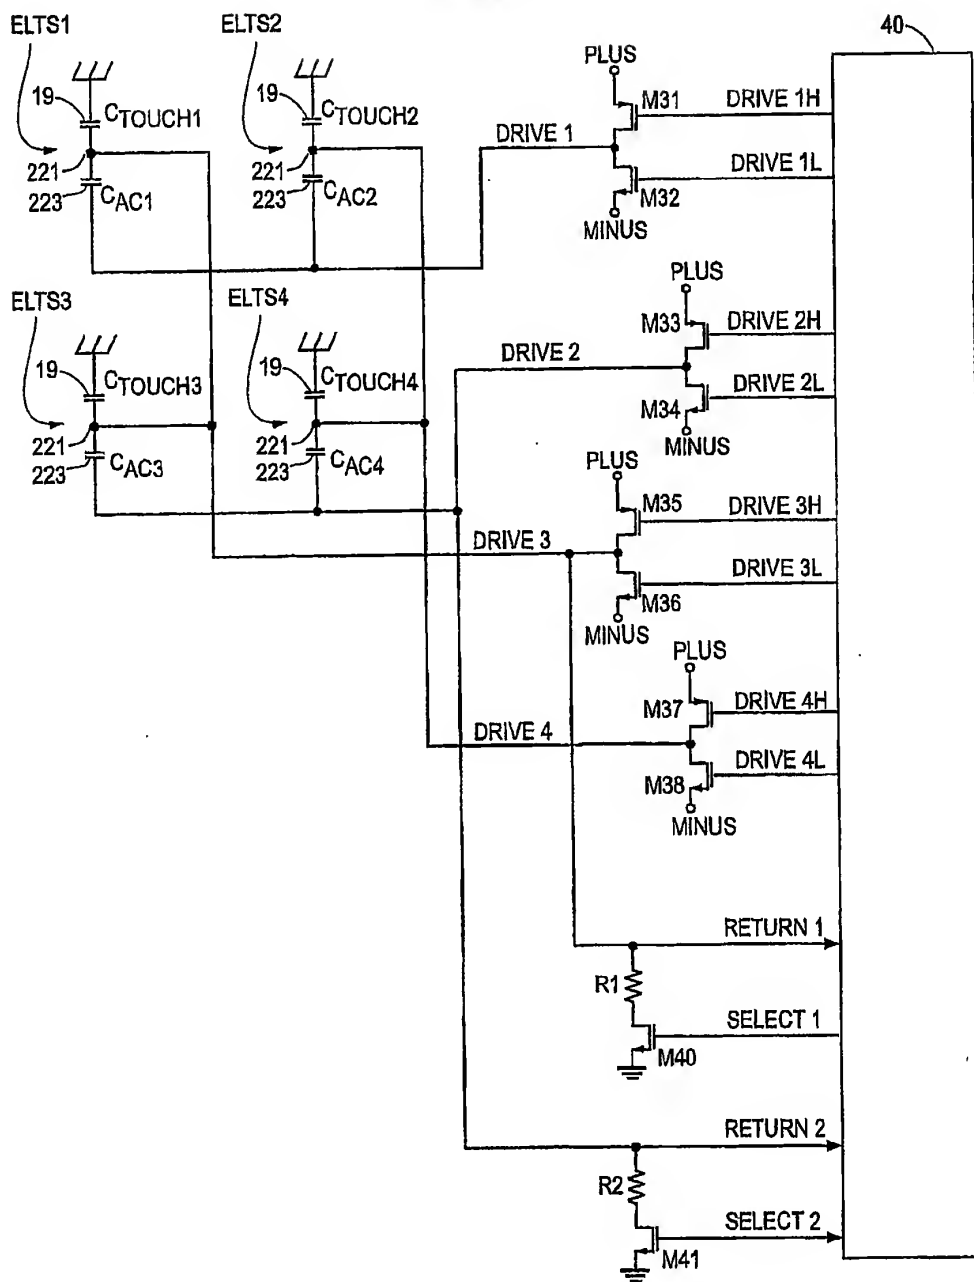 ELTS1
ELTS2
40
19
CTOUCH1
19
CTOUCH2
PLUS
M31
DRIVE 1H
DRIVE 1
221
223
CAC1
221
223
CAC2
DRIVE 1L
M32
MINUS
ELTS3
ELTS4
PLUS
M33
DRIVE 2H
DRIVE 2
19
CTOUCH3
19
CTOUCH4
DRIVE 2L
M34
MINUS
221
223
CAC3
221
223
CAC4
PLUS
M35
DRIVE 3H
DRIVE 3
DRIVE 3L
M36
MINUS
PLUS
M37
DRIVE 4H
DRIVE 4
DRIVE 4L
M38
MINUS
RETURN 1
R1
SELECT 1
M40
RETURN 2
R2
SELECT 2
M41